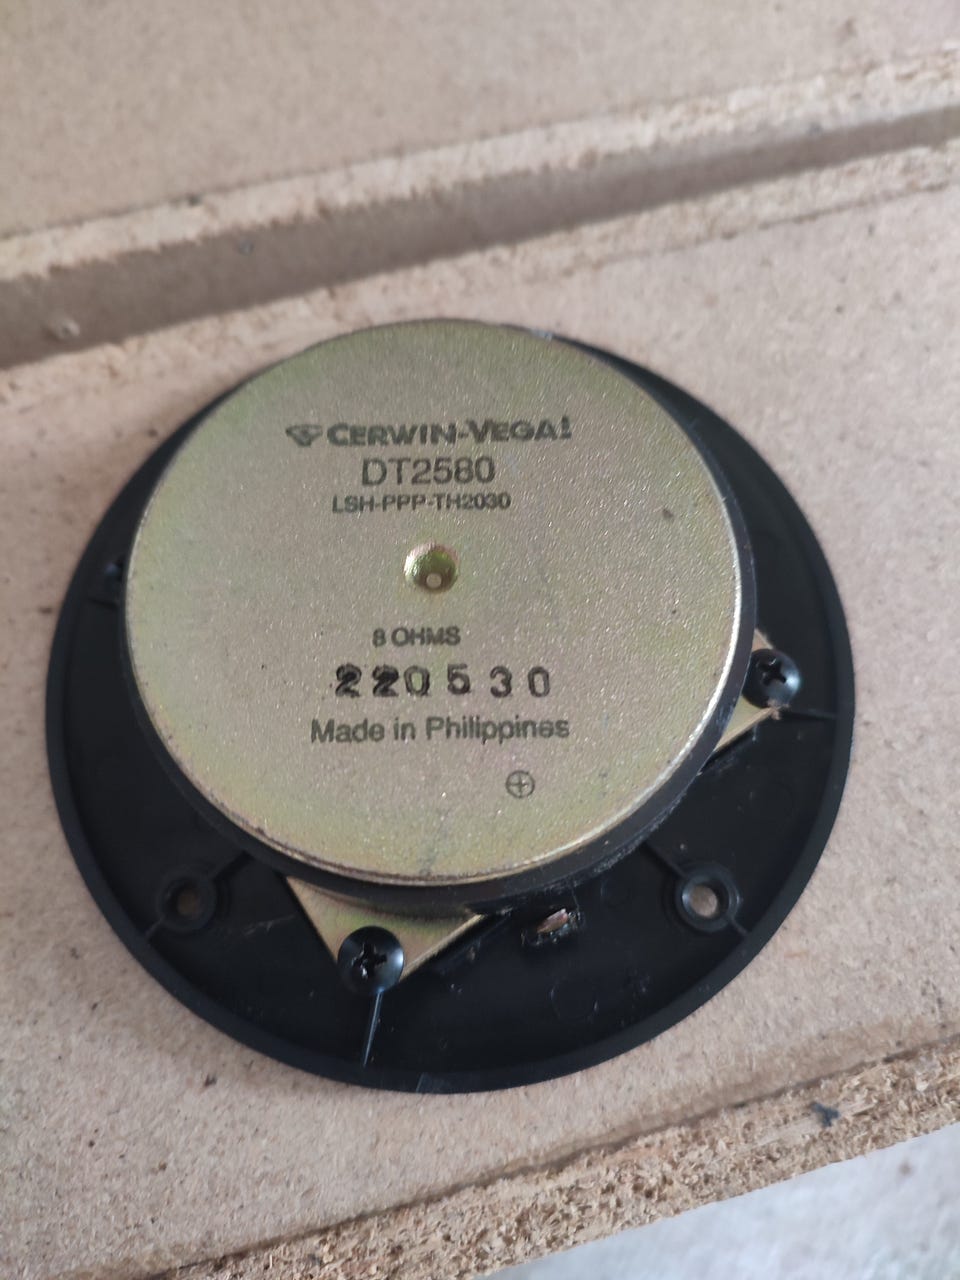 CERWIN-VEGA!
DT2580
LSH-PPP-TH2030
8 OHMS
220530
Made in Philippines